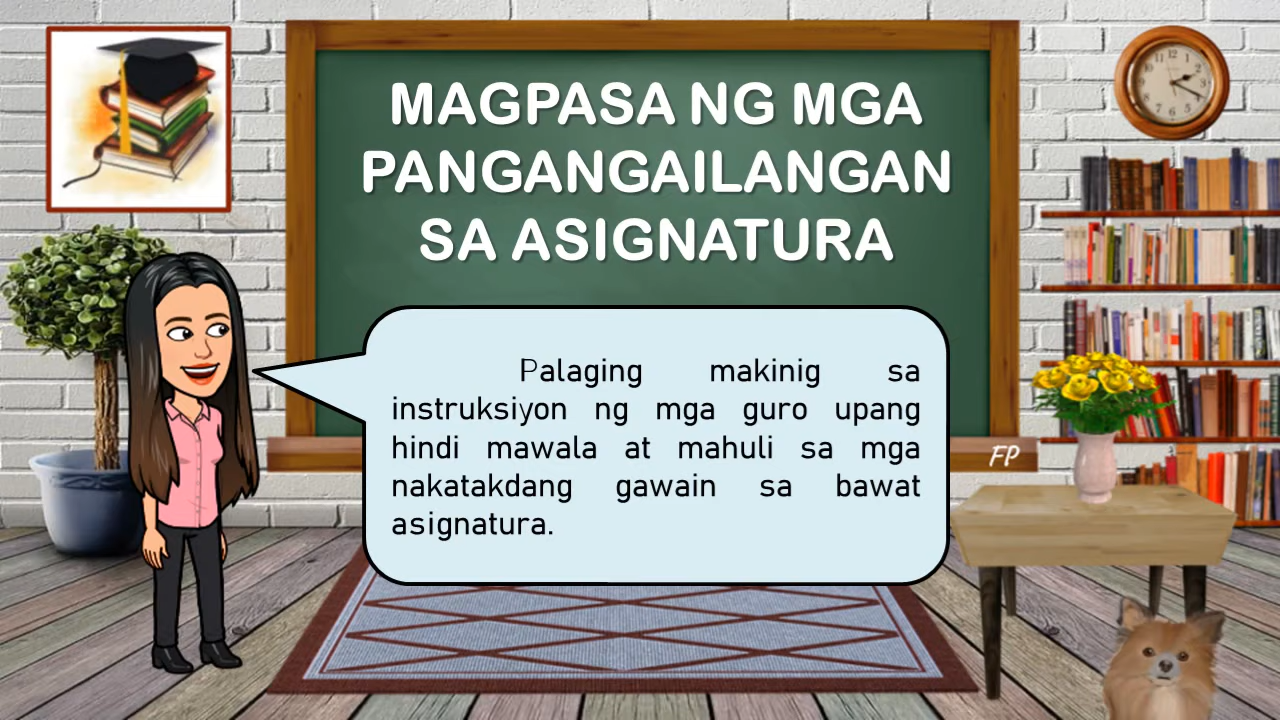 MAGPASA NG MGA
PANGANGAILANGAN
SA ASIGNATURA
Palaging makinig sa
instruksiyon ng mga guro upang
hindi mawala at mahuli sa mga
nakatakdang gawain sa bawat
asignatura.
FP